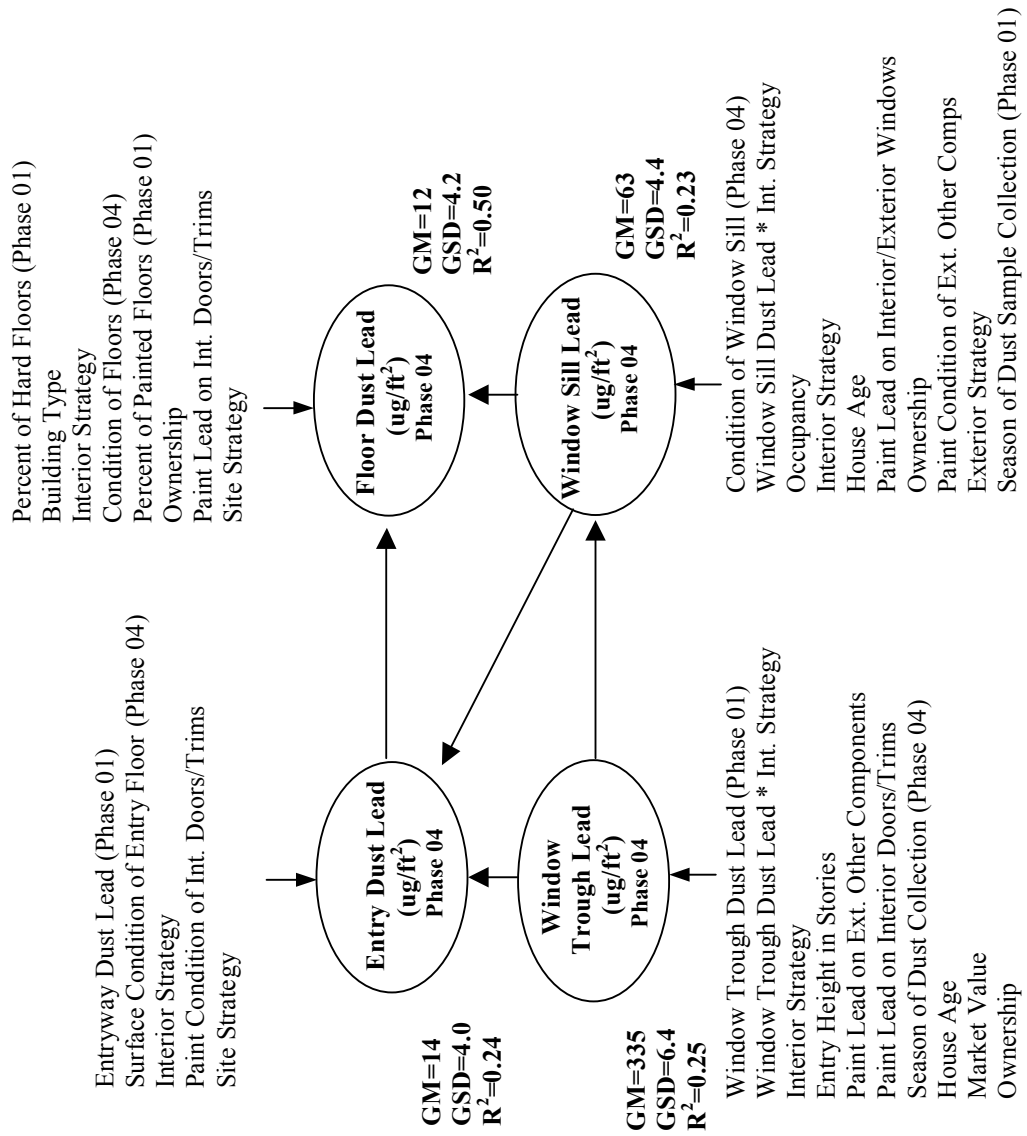 Entryway Dust Lead (Phase 01)
Surface Condition of Entry Floor (Phase 04)
Interior Strategy
Paint Condition of Int. Doors/Trims
Site Strategy
Percent of Hard Floors (Phase 01)
Building Type
Interior Strategy
Condition of Floors (Phase 04)
Percent of Painted Floors (Phase 01)
Ownership
Paint Lead on Int. Doors/Trims
Site Strategy
GM=14
GSD=4.0
R²=0.24
Entry Dust Lead
(ug/ft²)
Phase 04
Floor Dust Lead
(ug/ft²)
Phase 04
GM=12
GSD=4.2
R²=0.50
GM=335
GSD=6.4
R²=0.25
Window
Trough Lead
(ug/ft²)
Phase 04
Window Sill Lead
(ug/ft²)
Phase 04
GM=63
GSD=4.4
R²=0.23
Window Trough Dust Lead (Phase 01)
Window Trough Dust Lead * Int. Strategy
Interior Strategy
Entry Height in Stories
Paint Lead on Ext. Other Components
Paint Lead on Interior Doors/Trims
Season of Dust Collection (Phase 04)
House Age
Market Value
Ownership
Condition of Window Sill (Phase 04)
Window Sill Dust Lead * Int. Strategy
Occupancy
Interior Strategy
House Age
Paint Lead on Interior/Exterior Windows
Ownership
Paint Condition of Ext. Other Comps
Exterior Strategy
Season of Dust Sample Collection (Phase 01)